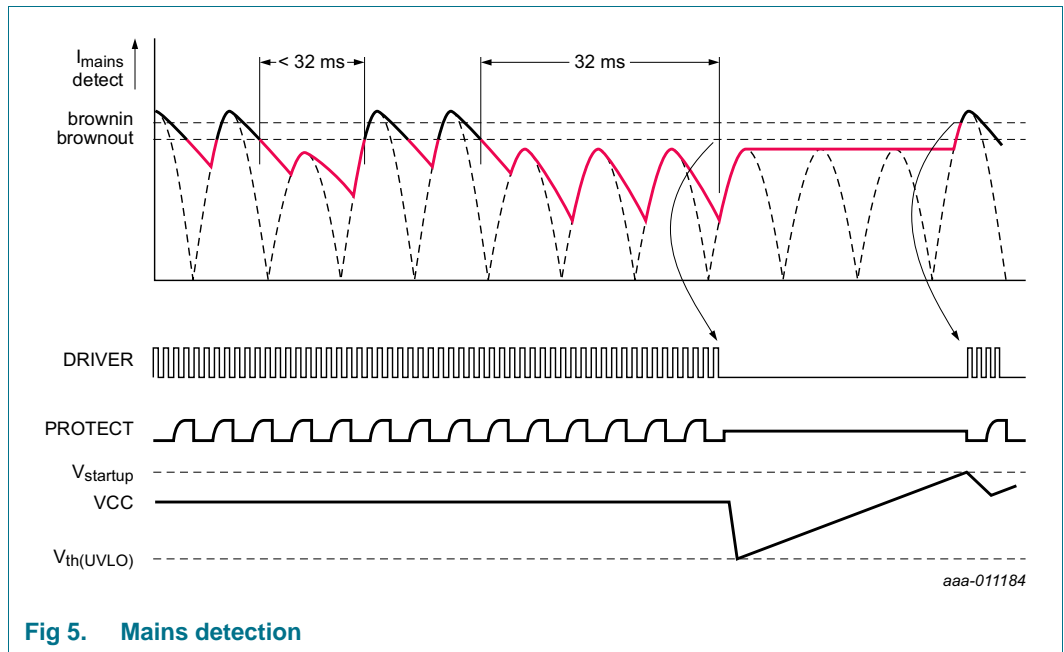 I_mains
detect
< 32 ms
32 ms
brownin
brownout
DRIVER
PROTECT
V_startup
VCC
V_th(UVLO)
aaa-011184
Fig 5. Mains detection